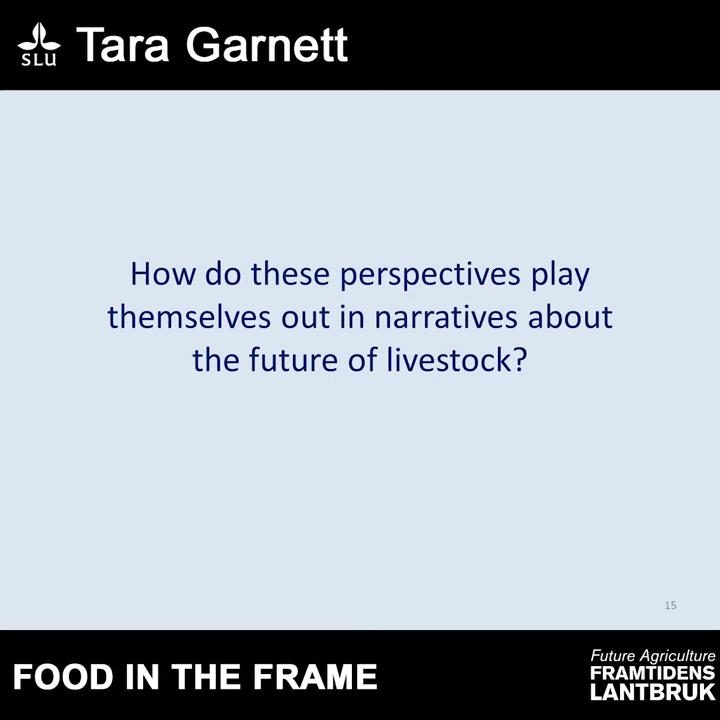 SLU
Tara Garnett
How do these perspectives play
themselves out in narratives about
the future of livestock?
15
FOOD IN THE FRAME
Future Agriculture
FRAMTIDENS
LANTBRUK